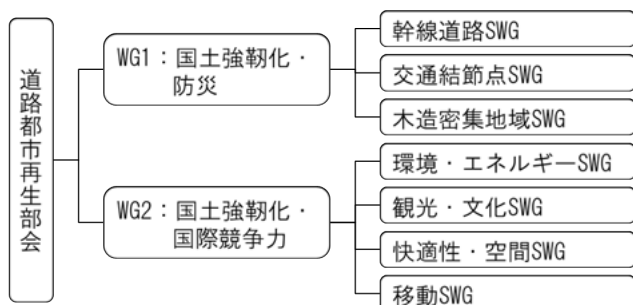 道路都市再生部会
WG1：国土強靭化・
防災
幹線道路SWG
交通結節点SWG
木造密集地域SWG
WG2：国土強靭化・
国際競争力
環境・エネルギーSWG
観光・文化SWG
快適性・空間SWG
移動SWG